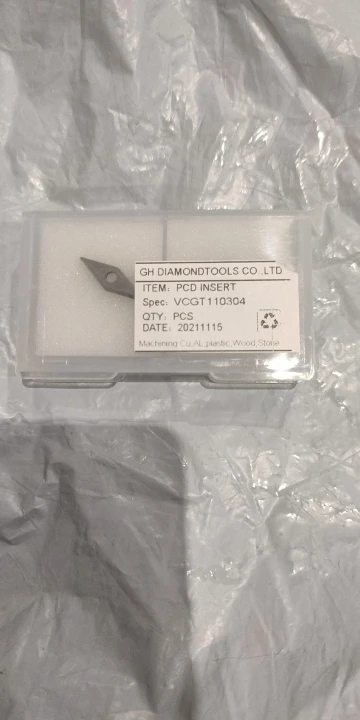 GH DIAMONDTOOLS CO.,LTD
ITEM: PCD INSERT
Spec: VCGT110304
QTY: PCS
DATE: 20211115
Machining Cu,AL,plastic,Wood,Stone